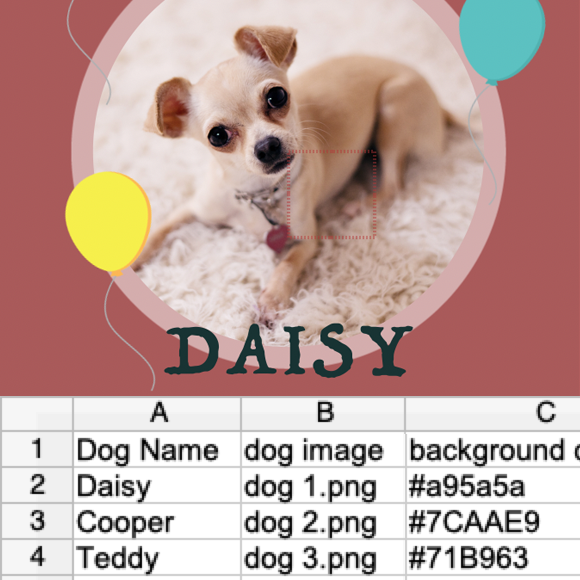 DAISY
A B C
1 Dog Name dog image background
2 Daisy dog 1.png #a95a5a
3 Cooper dog 2.png #7CAAE9
4 Teddy dog 3.png #71B963